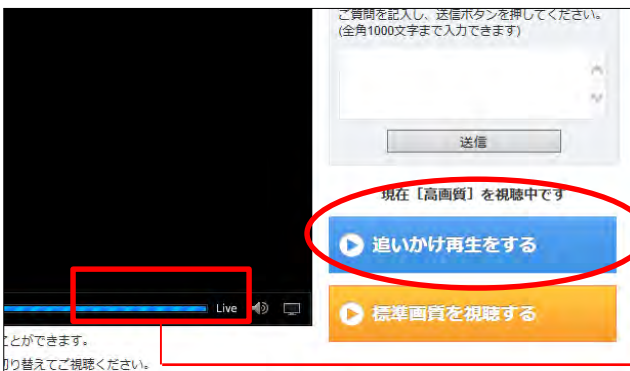 ご質問を記入し、送信ボタンを押してください。
(全角1000文字まで入力できます)
送信
現在［高画質］を視聴中です
追いかけ再生をする
Live
標準画質を視聴する
ことができます。
切り替えてご視聴ください。